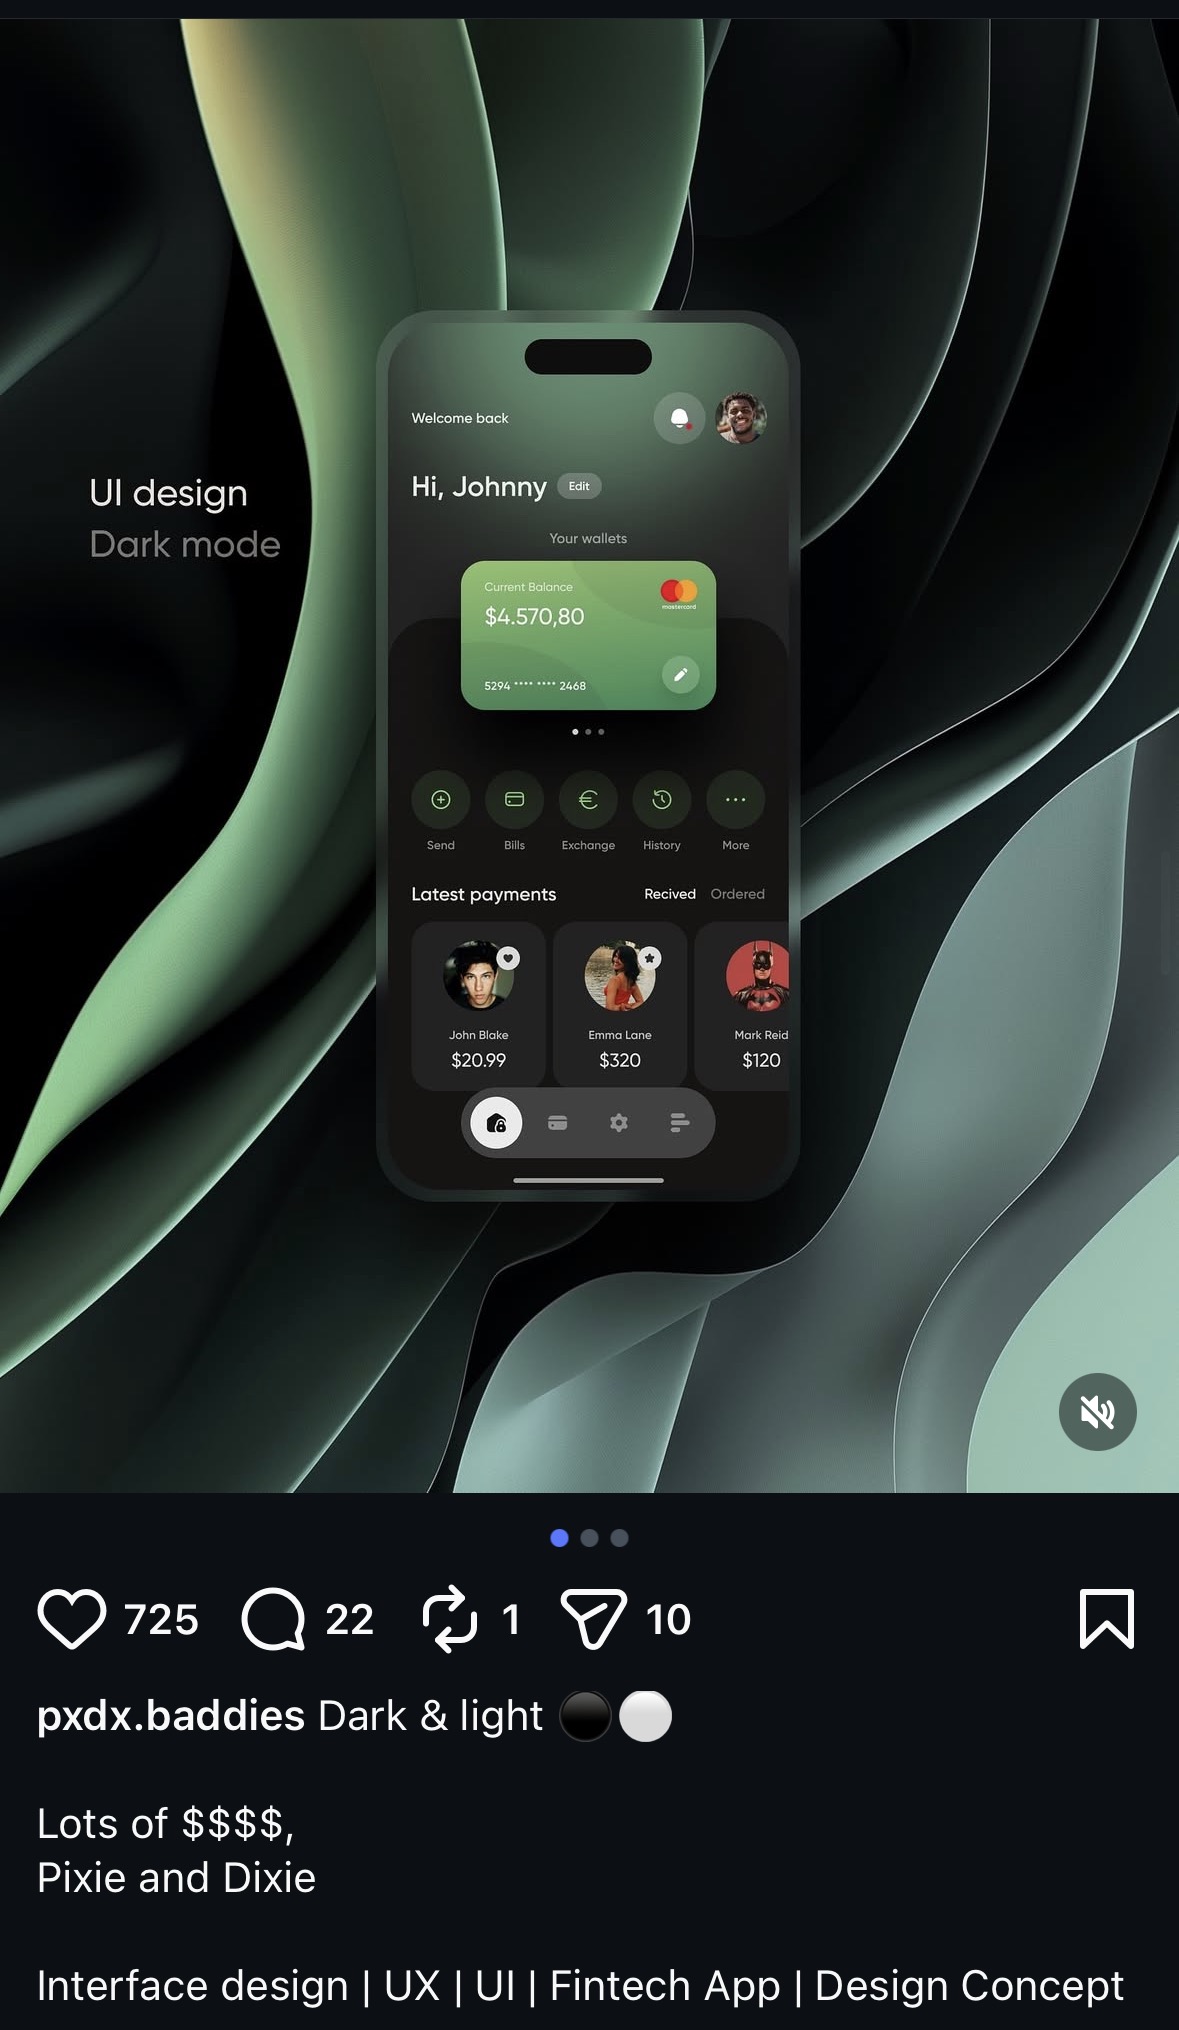 UI design
Dark mode
Welcome back
Hi, Johnny Edit
Your wallets
Current Balance
$4.570,80
mastercard
5294 **** **** 2468
Send Bills Exchange History More
Latest payments Recived Ordered
John Blake Emma Lane Mark Reid
$20.99 $320 $120
725 22 1 10
pxdx.baddies Dark & light ⚫⚪
Lots of $$$$,
Pixie and Dixie
Interface design | UX | UI | Fintech App | Design Concept